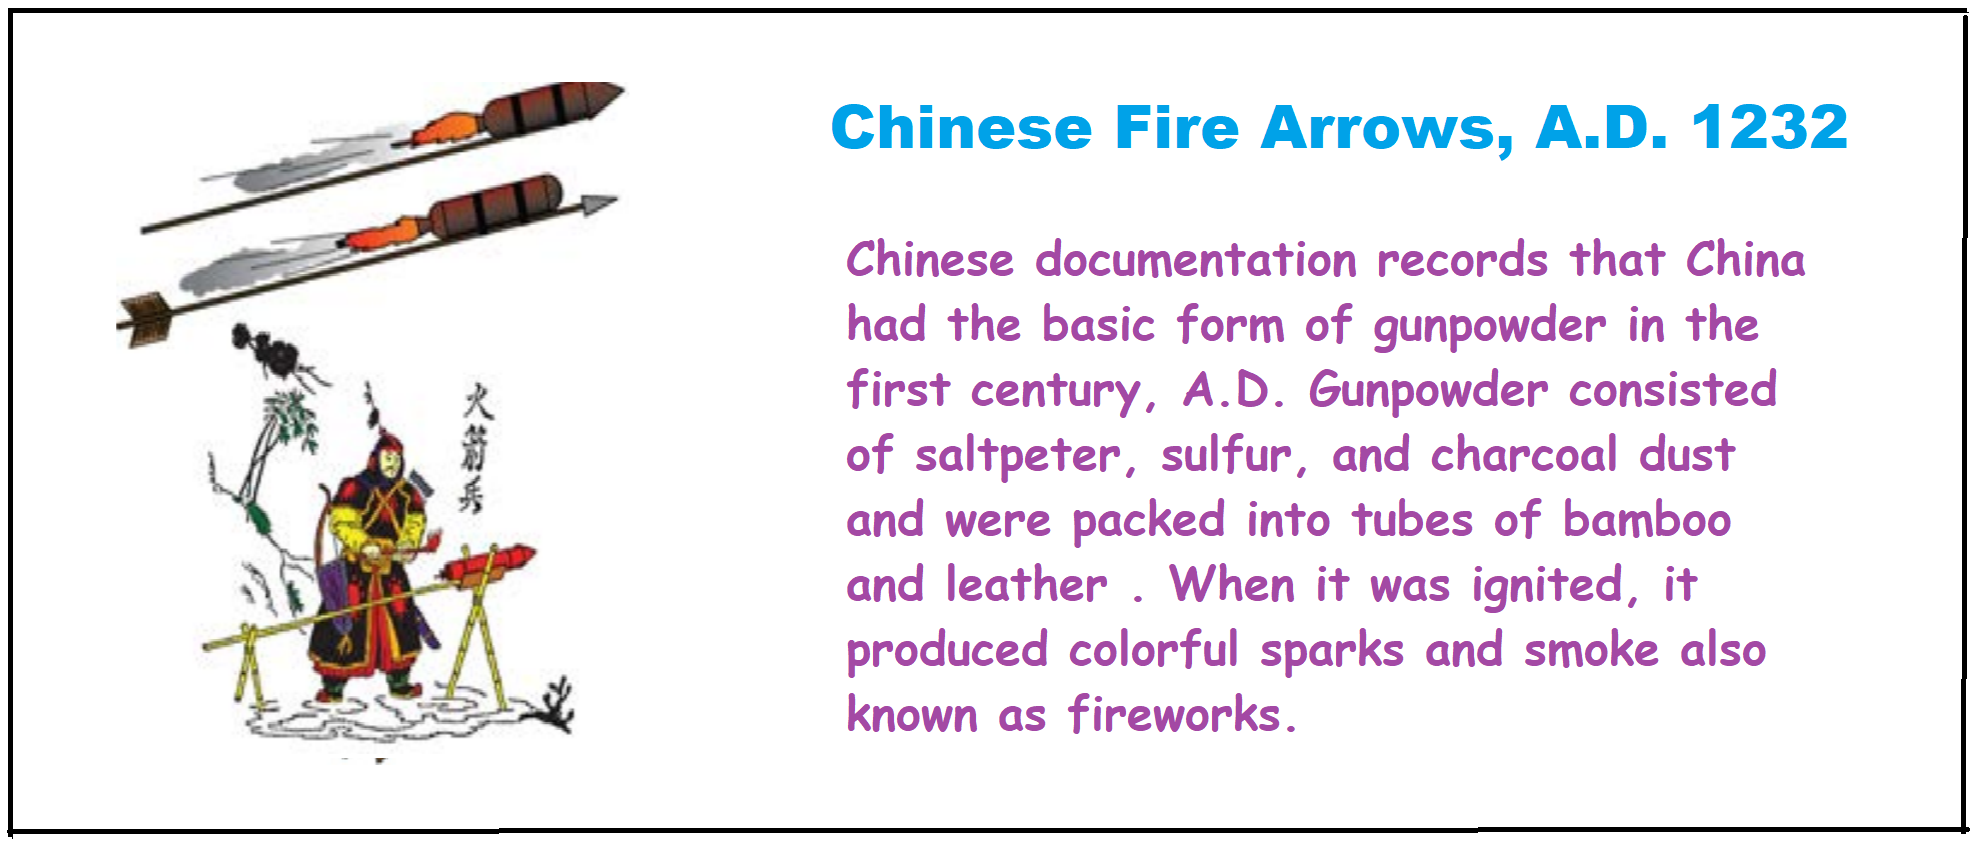 Chinese Fire Arrows, A.D. 1232
Chinese documentation records that China
had the basic form of gunpowder in the
first century, A.D. Gunpowder consisted
of saltpeter, sulfur, and charcoal dust
and were packed into tubes of bamboo
and leather . When it was ignited, it
produced colorful sparks and smoke also
known as fireworks.
火箭兵